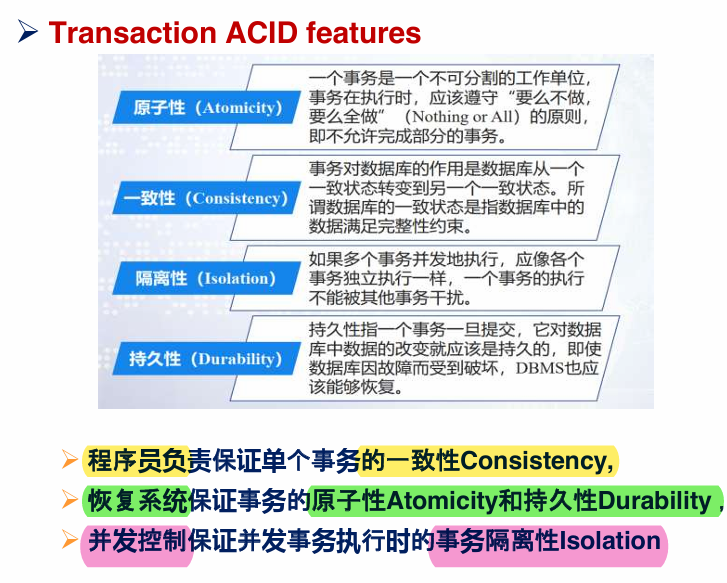 Transaction ACID features
原子性（Atomicity）
一个事务是一个不可分割的工作单位，
事务在执行时，应该遵守“要么不做，
要么全做”（Nothing or All）的原则，
即不允许完成部分的事务。
一致性（Consistency）
事务对数据库的作用是数据库从一个
一致状态转变到另一个一致状态。所
谓数据库的一致状态是指数据库中的
数据满足完整性约束。
隔离性（Isolation）
如果多个事务并发地执行，应像各个
事务独立执行一样，一个事务的执行
不能被其他事务干扰。
持久性（Durability）
持久性指一个事务一旦提交，它对数据
库中数据的改变就应该是持久的，即使
数据库因故障而受到破坏，DBMS也应
该能够恢复。
程序员负责保证单个事务的一致性Consistency,
恢复系统保证事务的原子性Atomicity和持久性Durability ,
并发控制保证并发事务执行时的事务隔离性Isolation